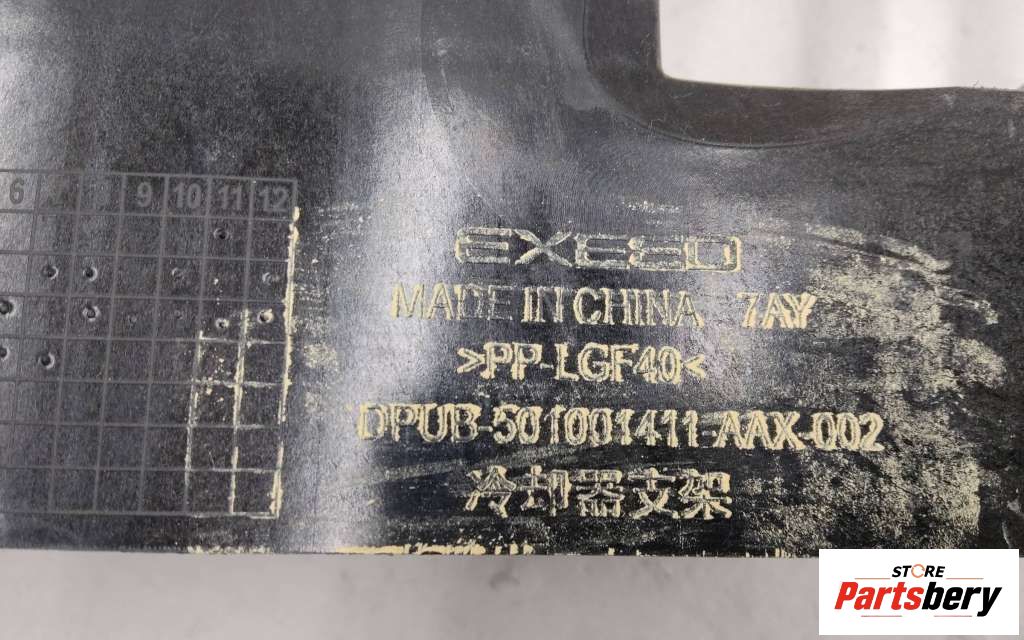 6 8 9 10 11 12
EXEED
MADE IN CHINA 7AY
>PP-LGF40<
DPUB-501001411-AAX-002
冷却器支架
STORE
Partsbery